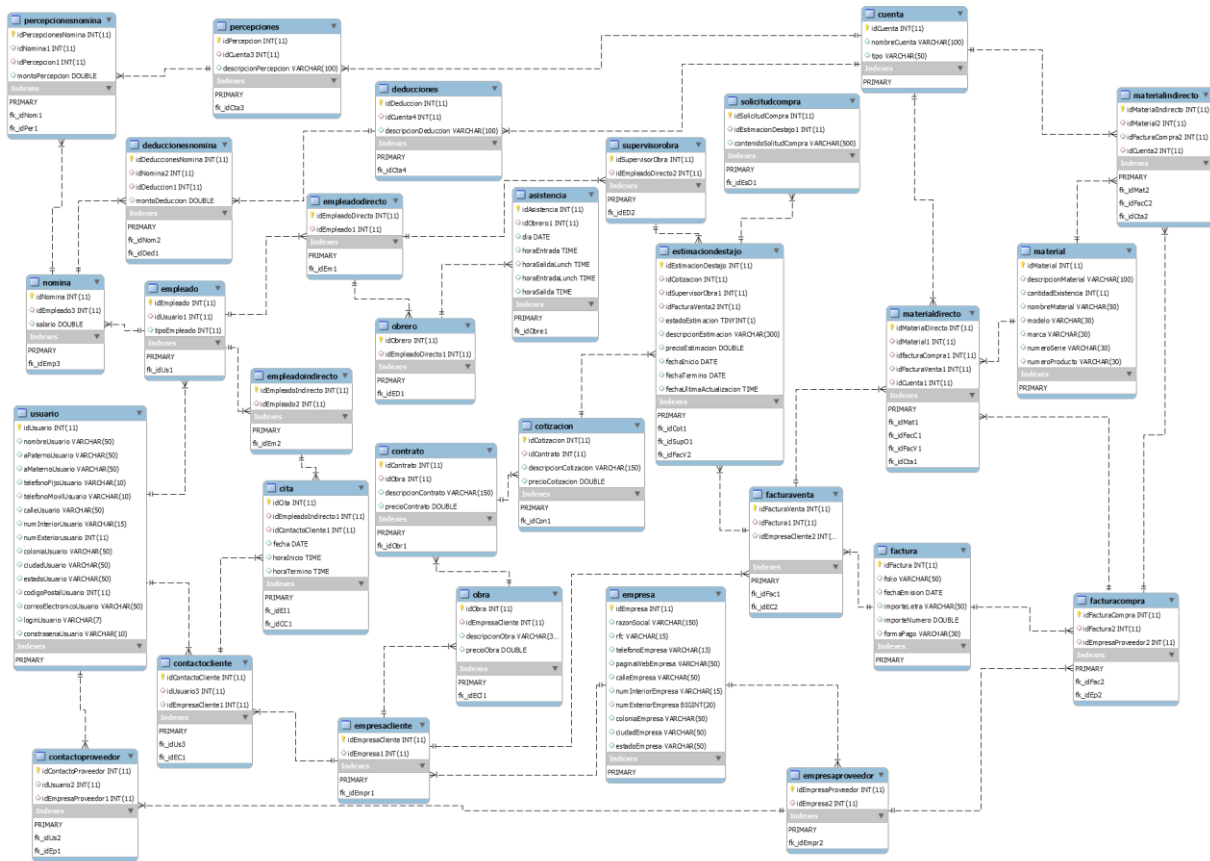 percepcionesnomina
idPercepcionesNomina INT(11)
idNomina1 INT(11)
idPercepcion1 INT(11)
montoPercepcion DOUBLE
Indexes
PRIMARY
fk_idNom1
fk_idPer1
percepciones
idPercepcion INT(11)
idCuenta3 INT(11)
descripcionPercepcion VARCHAR(100)
Indexes
PRIMARY
fk_idCta3
cuenta
idCuenta INT(11)
nombreCuenta VARCHAR(100)
tipo VARCHAR(50)
Indexes
PRIMARY
deducciones
idDeduccion INT(11)
idCuenta4 INT(11)
descripcionDeduccion VARCHAR(100)
Indexes
PRIMARY
fk_idCta4
solicitudcompra
idSolicitudCompra INT(11)
idEstimacionDestajo1 INT(11)
contenidoSolitudCompra VARCHAR(500)
Indexes
PRIMARY
fk_idEsD1
materialindirecto
idMaterialIndirecto INT(11)
idMaterial2 INT(11)
idFacturaCompra2 INT(11)
idCuenta2 INT(11)
Indexes
PRIMARY
fk_idMat2
fk_idFacC2
fk_idCta2
deduccionesnomina
idDeduccionesNomina INT(11)
idNomina2 INT(11)
idDeduccion1 INT(11)
montoDeduccion DOUBLE
Indexes
PRIMARY
fk_idNom2
fk_idDed1
supervisorobra
idSupervisorObra INT(11)
idEmpleadoDirecto2 INT(11)
Indexes
PRIMARY
fk_idED2
empleadodirecto
idEmpleadoDirecto INT(11)
idEmpleado1 INT(11)
Indexes
PRIMARY
fk_idEm1
asistencia
idAsistencia INT(11)
idObrero1 INT(11)
dia DATE
horaEntrada TIME
horaSalidaLunch TIME
horaEntradaLunch TIME
horaSalida TIME
Indexes
PRIMARY
fk_idObre1
estimaciondestajo
idEstimacionDestajo INT(11)
idCotizacion INT(11)
idSupervisorObra1 INT(11)
idFacturaVenta2 INT(11)
estadoEstimacion TINYINT(1)
descripcionEstimacion VARCHAR(300)
precioEstimacion DOUBLE
fechaInicio DATE
fechaTermino DATE
fechaUltimaActualizacion TIME
Indexes
PRIMARY
fk_idCot1
fk_idSupO1
fk_idFacV2
material
idMaterial INT(11)
descripcionMaterial VARCHAR(100)
cantidadExistencia INT(11)
nombreMaterial VARCHAR(50)
modelo VARCHAR(30)
marca VARCHAR(30)
numeroSerie VARCHAR(30)
numeroProducto VARCHAR(30)
Indexes
PRIMARY
nomina
idNomina INT(11)
idEmpleado3 INT(11)
salario DOUBLE
Indexes
PRIMARY
fk_idEmp3
empleado
idEmpleado INT(11)
idUsuario1 INT(11)
tipoEmpleado INT(11)
Indexes
PRIMARY
fk_idUs1
materialdirecto
idMaterialDirecto INT(11)
idMaterial1 INT(11)
idfacturaCompra1 INT(11)
idFacturaVenta1 INT(11)
idCuenta1 INT(11)
Indexes
PRIMARY
fk_idMat1
fk_idFacC1
fk_idFacV1
fk_idCta1
obrero
idObrero INT(11)
idEmpleadoDirecto1 INT(11)
Indexes
PRIMARY
fk_idED1
empleadoindirecto
idEmpleadoIndirecto INT(11)
idEmpleado2 INT(11)
Indexes
PRIMARY
fk_idEm2
usuario
idUsuario INT(11)
nombreUsuario VARCHAR(50)
aPaternoUsuario VARCHAR(50)
aMaternoUsuario VARCHAR(50)
telefonoFijoUsuario VARCHAR(10)
telefonoMovilUsuario VARCHAR(10)
calleUsuario VARCHAR(50)
numInteriorUsuario VARCHAR(15)
numExteriorusuario INT(11)
coloniaUsuario VARCHAR(50)
ciudadUsuario VARCHAR(50)
estadoUsuario VARCHAR(50)
codigoPostalUsuario INT(11)
correoElectronicoUsuario VARCHAR(50)
loginUsuario VARCHAR(7)
constrasenaUsuario VARCHAR(10)
Indexes
PRIMARY
cotizacion
idCotizacion INT(11)
idContrato INT(11)
descripcionCotizacion VARCHAR(150)
precioCotizacion DOUBLE
Indexes
PRIMARY
fk_idCon1
contrato
idContrato INT(11)
idObra INT(11)
descripcionContrato VARCHAR(150)
precioContrato DOUBLE
Indexes
PRIMARY
fk_idObr1
cita
idCita INT(11)
idEmpleadoIndirecto1 INT(11)
idContactoCliente1 INT(11)
fecha DATE
horaInicio TIME
horaTermino TIME
Indexes
PRIMARY
fk_idEI1
fk_idCC1
facturaventa
idFacturaVenta INT(11)
idFactura1 INT(11)
idEmpresaCliente2 INT(...
Indexes
PRIMARY
fk_idFac1
fk_idEC2
factura
idFactura INT(11)
folio VARCHAR(50)
fechaEmision DATE
importeLetra VARCHAR(50)
importeNumero DOUBLE
formaPago VARCHAR(30)
Indexes
PRIMARY
obra
idObra INT(11)
idEmpresaCliente INT(11)
descripcionObra VARCHAR(3...
precioObra DOUBLE
Indexes
PRIMARY
fk_idECl1
empresa
idEmpresa INT(11)
razonSocial VARCHAR(150)
rfc VARCHAR(15)
telefonoEmpresa VARCHAR(13)
paginaWebEmpresa VARCHAR(50)
calleEmpresa VARCHAR(50)
numInteriorEmpresa VARCHAR(15)
numExteriorEmpresa BIGINT(20)
coloniaEmpresa VARCHAR(50)
ciudadEmpresa VARCHAR(50)
estadoEmpresa VARCHAR(50)
Indexes
PRIMARY
facturacompra
idFacturaCompra INT(11)
idFactura2 INT(11)
idEmpresaProveedor2 INT(11)
Indexes
PRIMARY
fk_idFac2
fk_idEp2
contactocliente
idContactoCliente INT(11)
idUsuario3 INT(11)
idEmpresaCliente1 INT(11)
Indexes
PRIMARY
fk_idUs3
fk_idEC1
empresacliente
idEmpresaCliente INT(11)
idEmpresa1 INT(11)
Indexes
PRIMARY
fk_idEmpr1
contactoproveedor
idContactoProveedor INT(11)
idUsuario2 INT(11)
idEmpresaProveedor1 INT(11)
Indexes
PRIMARY
fk_idUs2
fk_idEp1
empresaproveedor
idEmpresaProveedor INT(11)
idEmpresa2 INT(11)
Indexes
PRIMARY
fk_idEmpr2